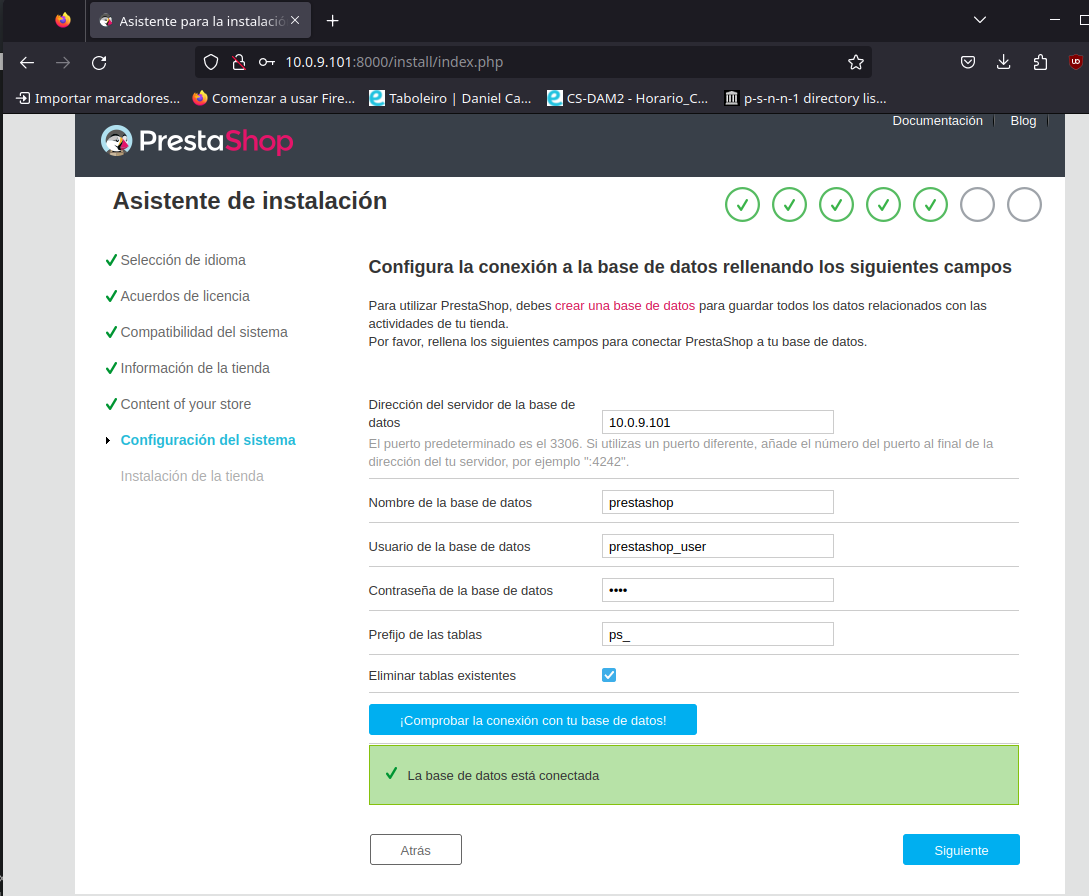 Asistente para la instalació
10.0.9.101:8000/install/index.php
Importar marcadores...
Comenzar a usar Fire...
Taboleiro | Daniel Ca...
CS-DAM2 - Horario_C...
p-s-n-n-1 directory lis...
PrestaShop
Documentación
Blog
Asistente de instalación
Selección de idioma
Acuerdos de licencia
Compatibilidad del sistema
Información de la tienda
Content of your store
Configuración del sistema
Instalación de la tienda
Configura la conexión a la base de datos rellenando los siguientes campos
Para utilizar PrestaShop, debes crear una base de datos para guardar todos los datos relacionados con las
actividades de tu tienda.
Por favor, rellena los siguientes campos para conectar PrestaShop a tu base de datos.
Dirección del servidor de la base de
datos
10.0.9.101
El puerto predeterminado es el 3306. Si utilizas un puerto diferente, añade el número del puerto al final de la
dirección del tu servidor, por ejemplo ":4242".
Nombre de la base de datos
prestashop
Usuario de la base de datos
prestashop_user
Contraseña de la base de datos
••••
Prefijo de las tablas
ps_
Eliminar tablas existentes
¡Comprobar la conexión con tu base de datos!
La base de datos está conectada
Atrás
Siguiente